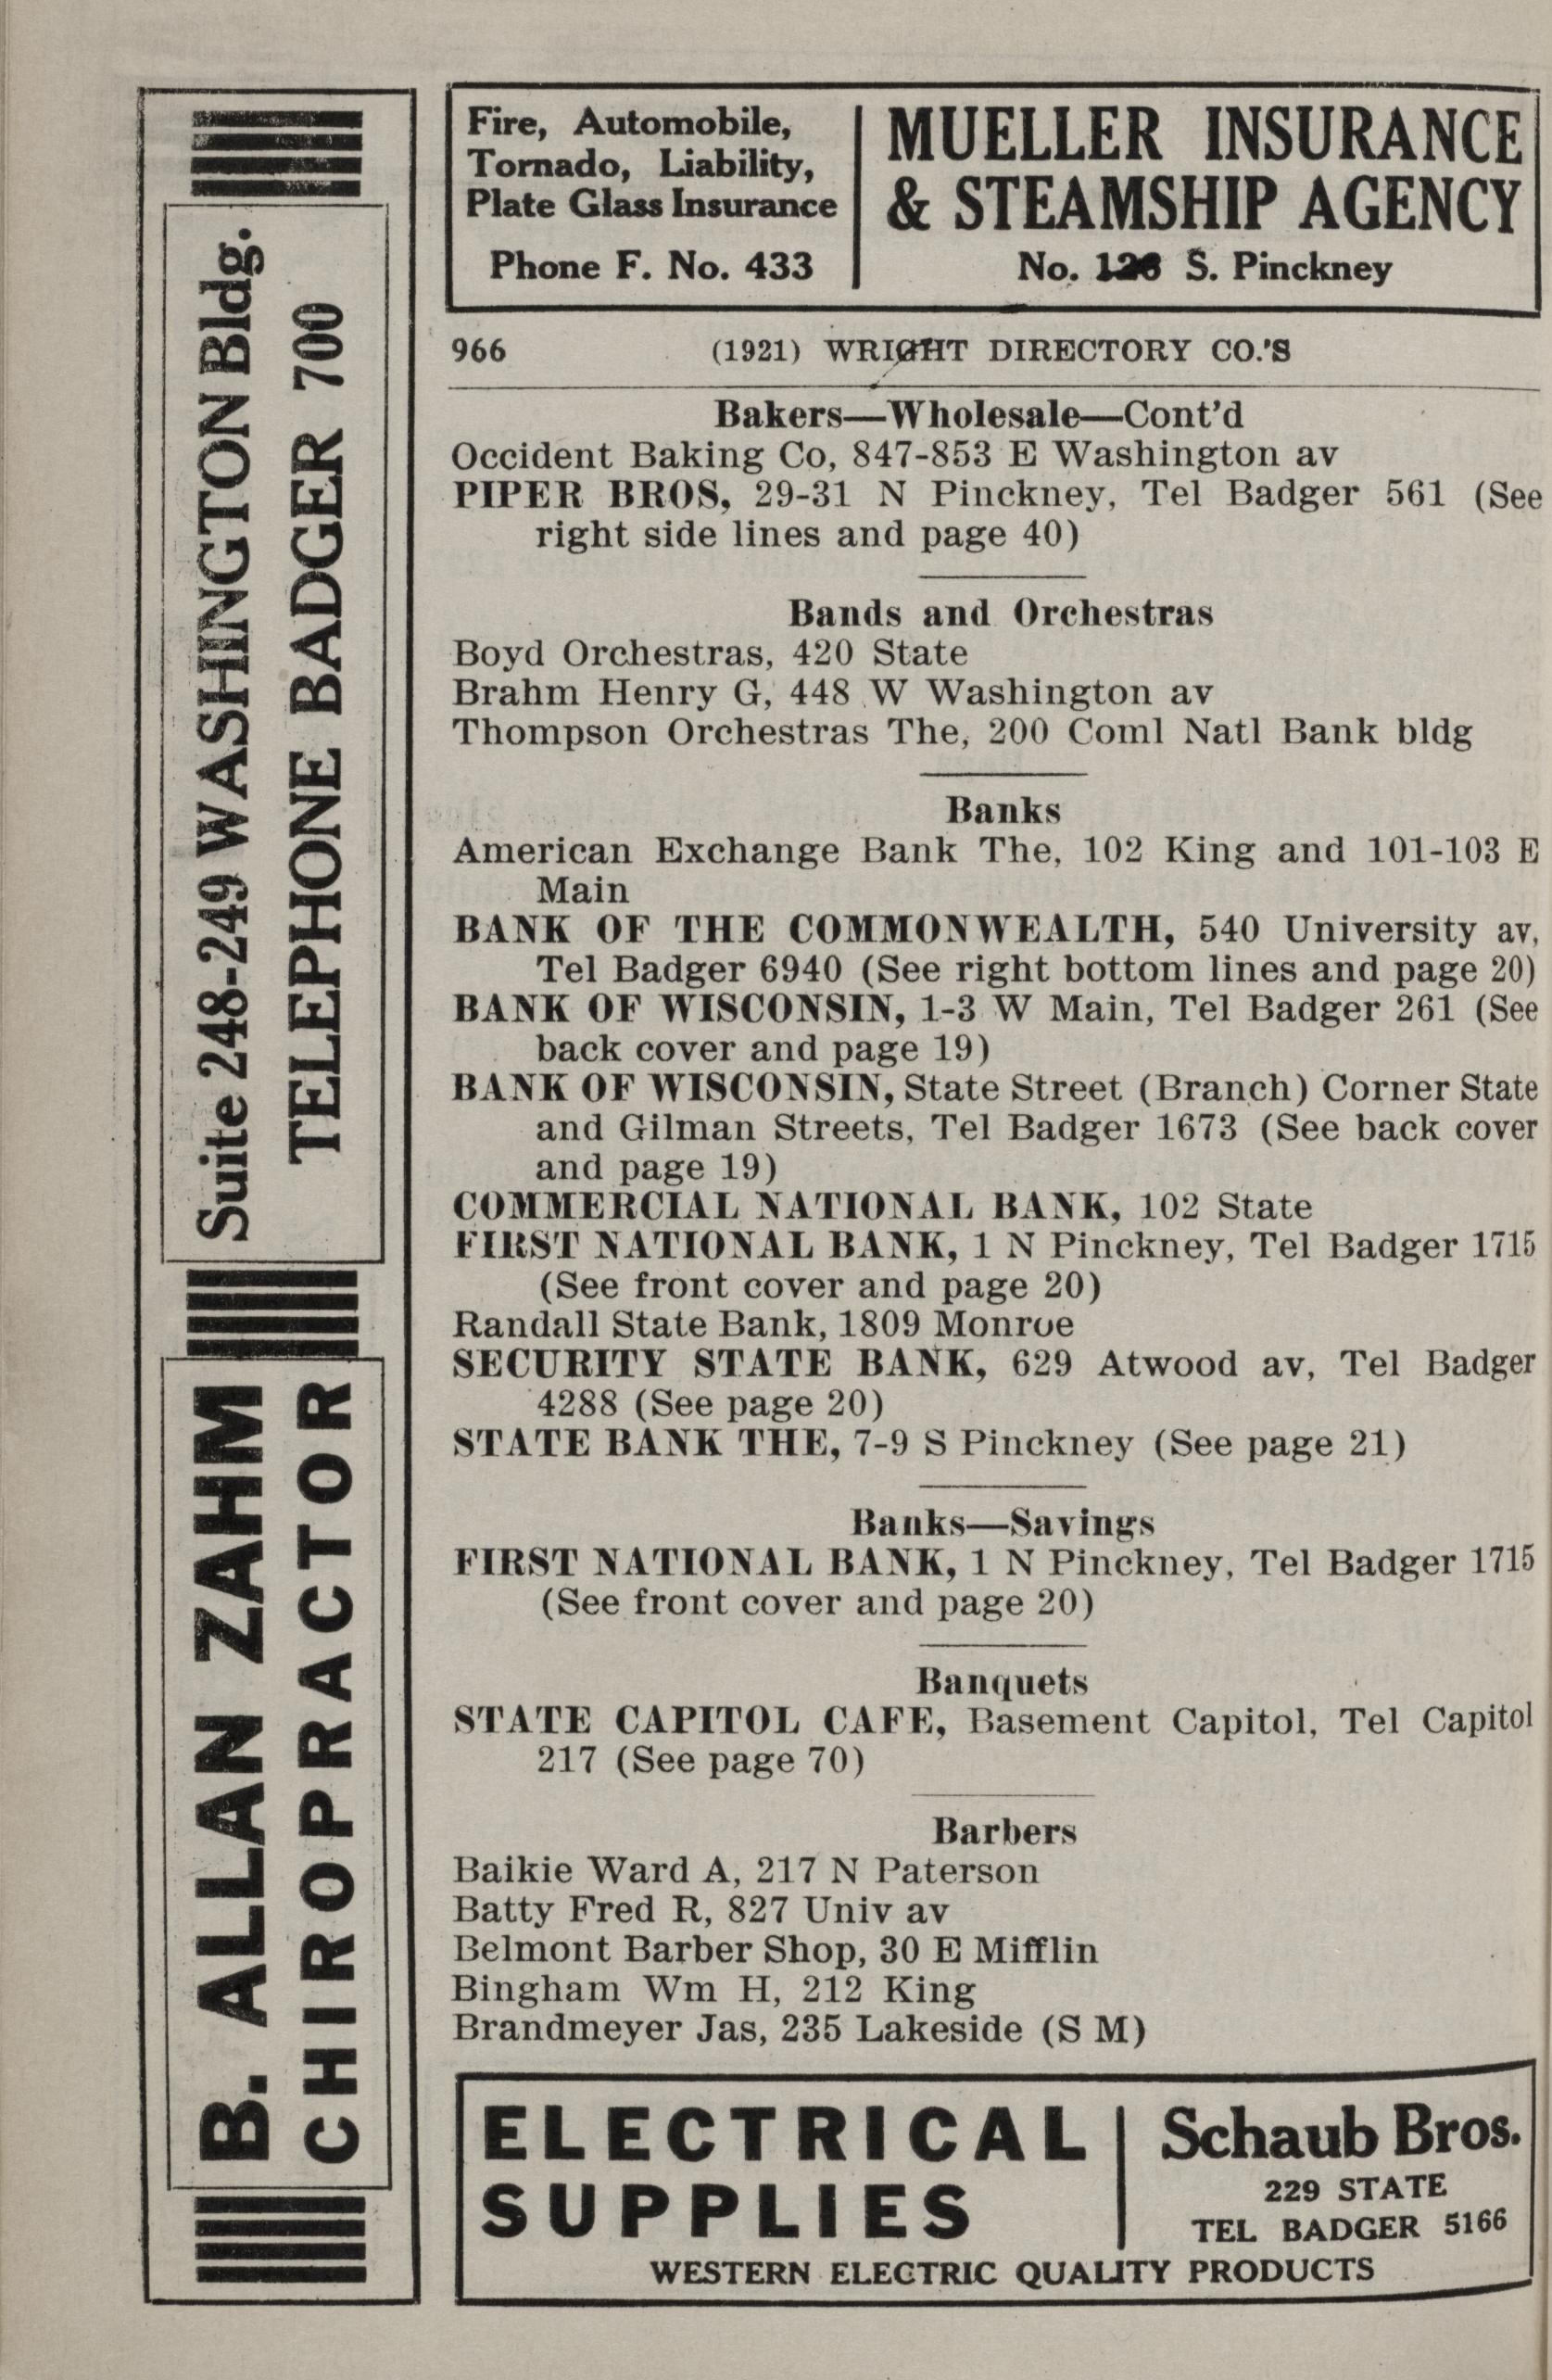 Fire, Automobile,
Tornado, Liability,
Plate Glass Insurance
Phone F. No. 433
MUELLER INSURANCE
& STEAMSHIP AGENCY
No. 126 S. Pinckney
966 (1921) WRIGHT DIRECTORY CO.'S
Bakers—Wholesale—Cont'd
Occident Baking Co, 847-853 E Washington av
PIPER BROS, 29-31 N Pinckney, Tel Badger 561 (See
right side lines and page 40)
Bands and Orchestras
Boyd Orchestras, 420 State
Brahm Henry G, 448 W Washington av
Thompson Orchestras The, 200 Coml Natl Bank bldg
Banks
American Exchange Bank The, 102 King and 101-103 E
Main
BANK OF THE COMMONWEALTH, 540 University av,
Tel Badger 6940 (See right bottom lines and page 20)
BANK OF WISCONSIN, 1-3 W Main, Tel Badger 261 (See
back cover and page 19)
BANK OF WISCONSIN, State Street (Branch) Corner State
and Gilman Streets, Tel Badger 1673 (See back cover
and page 19)
COMMERCIAL NATIONAL BANK, 102 State
FIRST NATIONAL BANK, 1 N Pinckney, Tel Badger 1715
(See front cover and page 20)
Randall State Bank, 1809 Monroe
SECURITY STATE BANK, 629 Atwood av, Tel Badger
4288 (See page 20)
STATE BANK THE, 7-9 S Pinckney (See page 21)
Banks—Savings
FIRST NATIONAL BANK, 1 N Pinckney, Tel Badger 1715
(See front cover and page 20)
Banquets
STATE CAPITOL CAFE, Basement Capitol, Tel Capitol
217 (See page 70)
Barbers
Baikie Ward A, 217 N Paterson
Batty Fred R, 827 Univ av
Belmont Barber Shop, 30 E Mifflin
Bingham Wm H, 212 King
Brandmeyer Jas, 235 Lakeside (S M)
ELECTRICAL
SUPPLIES
Schaub Bros.
229 STATE
TEL BADGER 5166
WESTERN ELECTRIC QUALITY PRODUCTS
B. ALLAN ZAHM
CHIROPRACTOR
Suite 248-249 WASHINGTON Bldg.
TELEPHONE BADGER 700